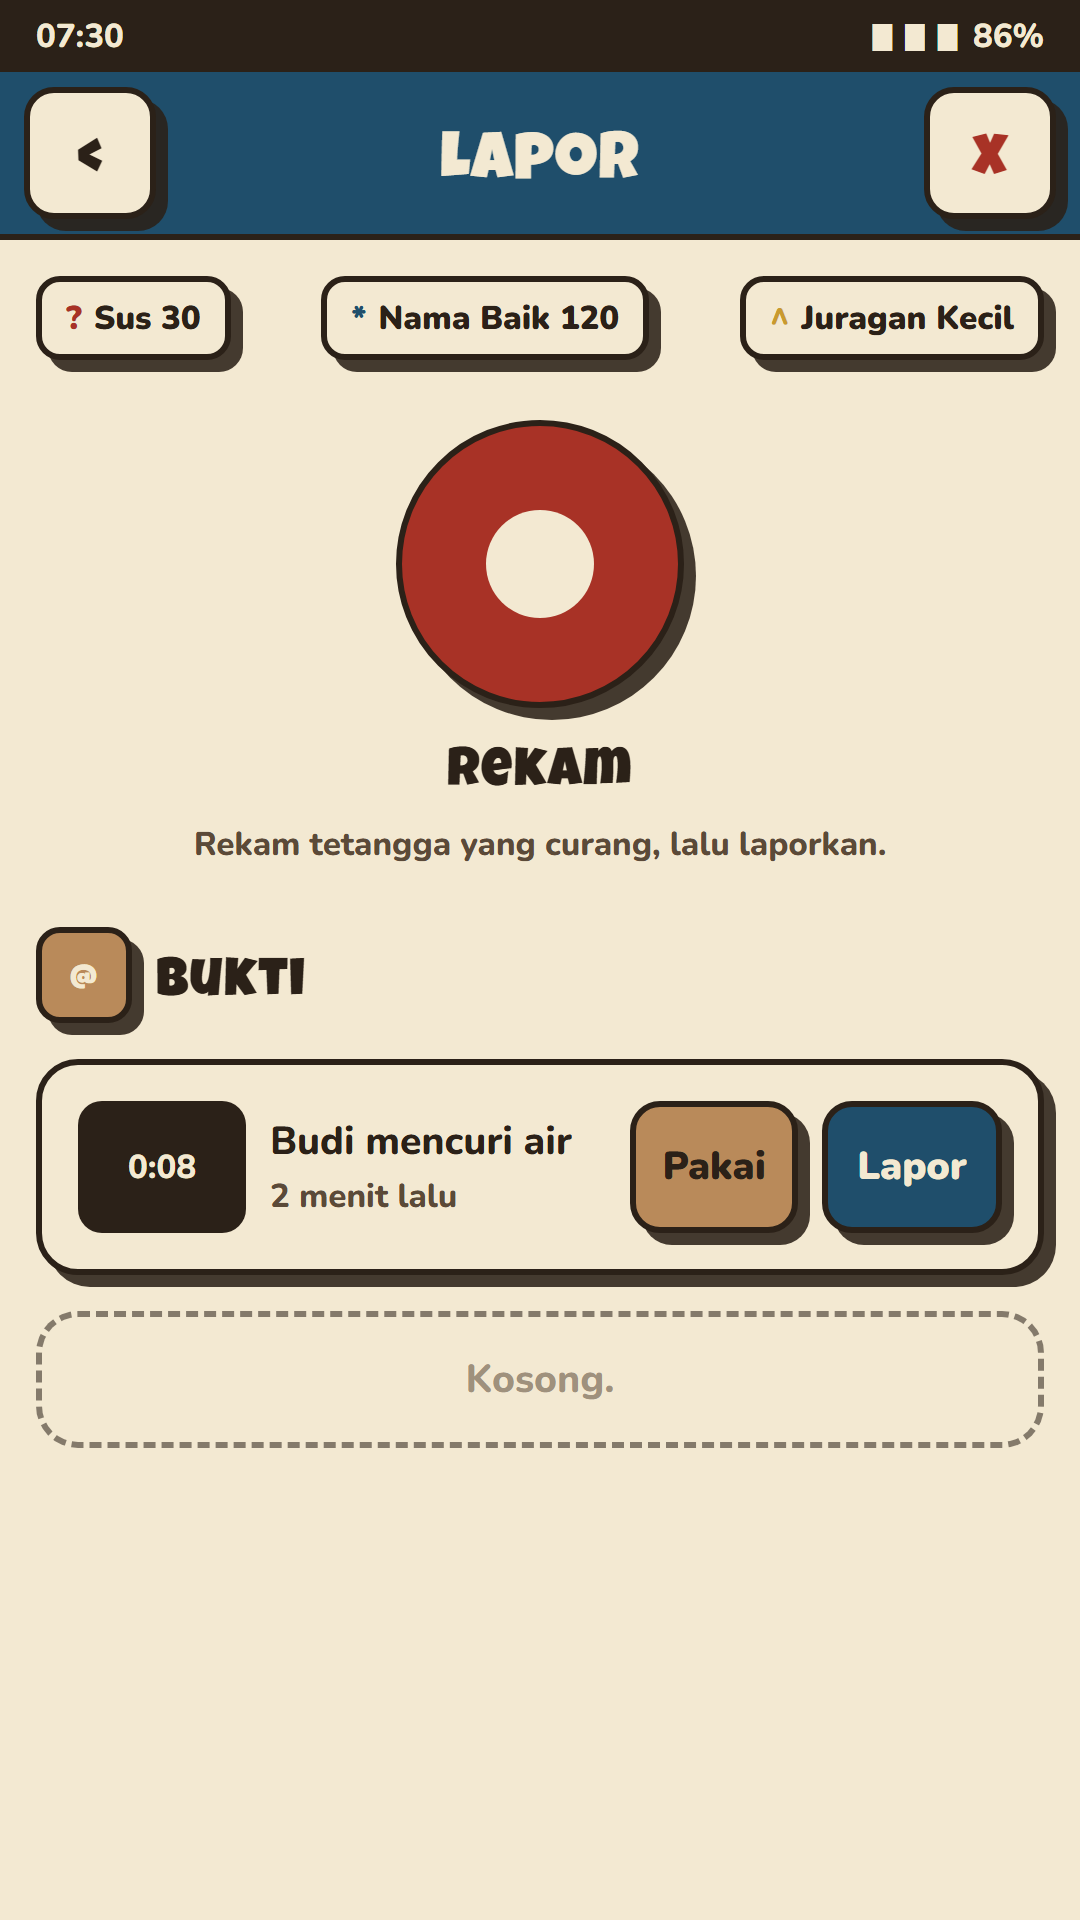 07:30 86%
< LAPOR X
? Sus 30 * Nama Baik 120 ^ Juragan Kecil
Rekam
Rekam tetangga yang curang, lalu laporkan.
@ BUKTI
0:08 Budi mencuri air Pakai Lapor
2 menit lalu
Kosong.